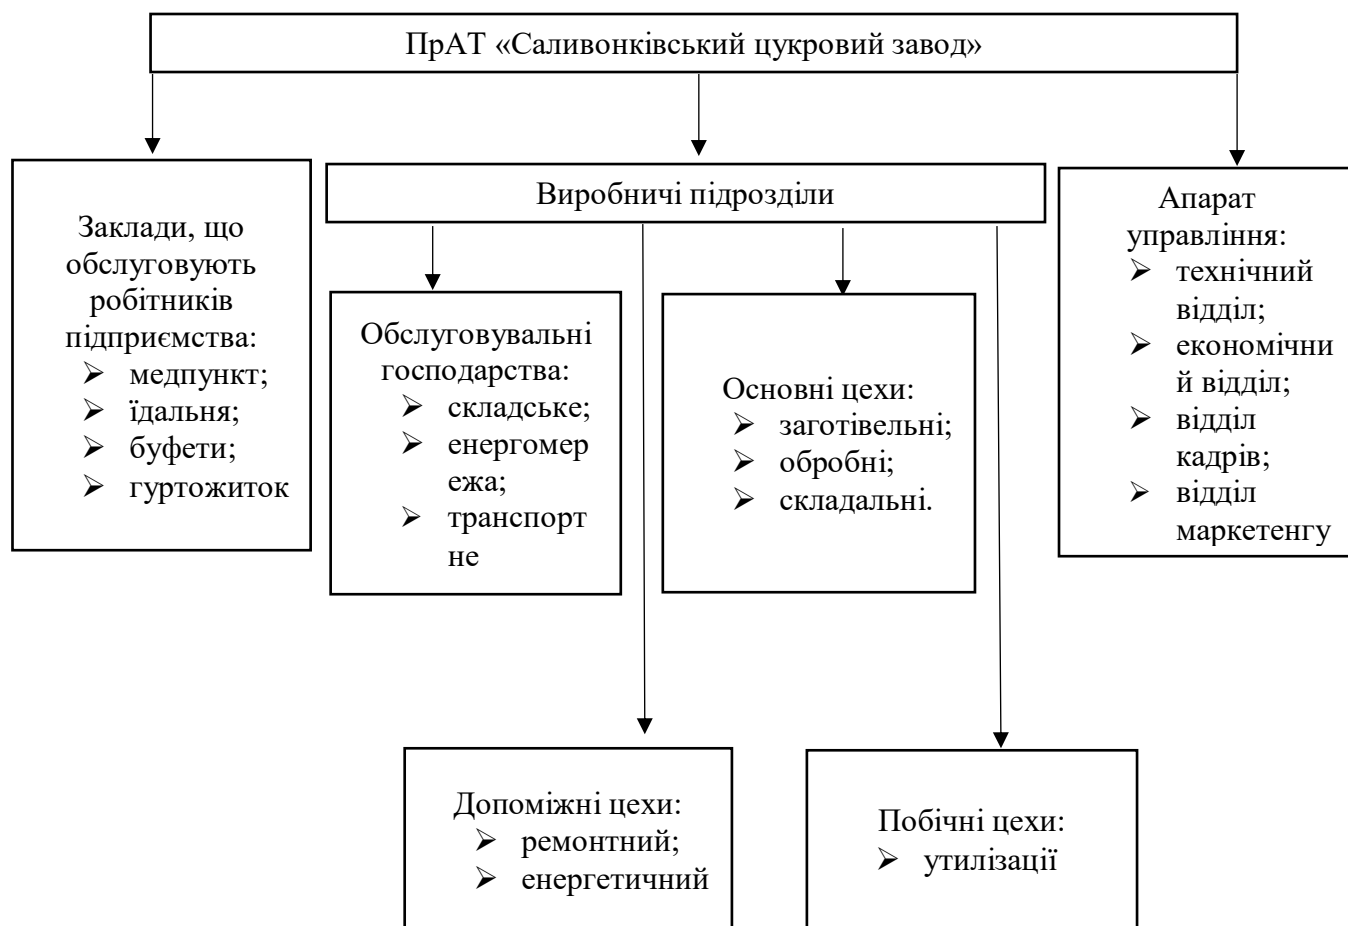 ПрАТ «Саливонківський цукровий завод»
Заклади, що
обслуговують
робітників
підприємства:
➢ медпункт;
➢ їдальня;
➢ буфети;
➢ гуртожиток
Виробничі підрозділи
Обслуговувальні
господарства:
➢ складське;
➢ енергомер
ежа;
➢ транспорт
не
Основні цехи:
➢ заготівельні;
➢ обробні;
➢ складальні.
Апарат
управління:
➢ технічний
відділ;
➢ економічни
й відділ;
➢ відділ
кадрів;
➢ відділ
маркетенгу
Допоміжні цехи:
➢ ремонтний;
➢ енергетичний
Побічні цехи:
➢ утилізації